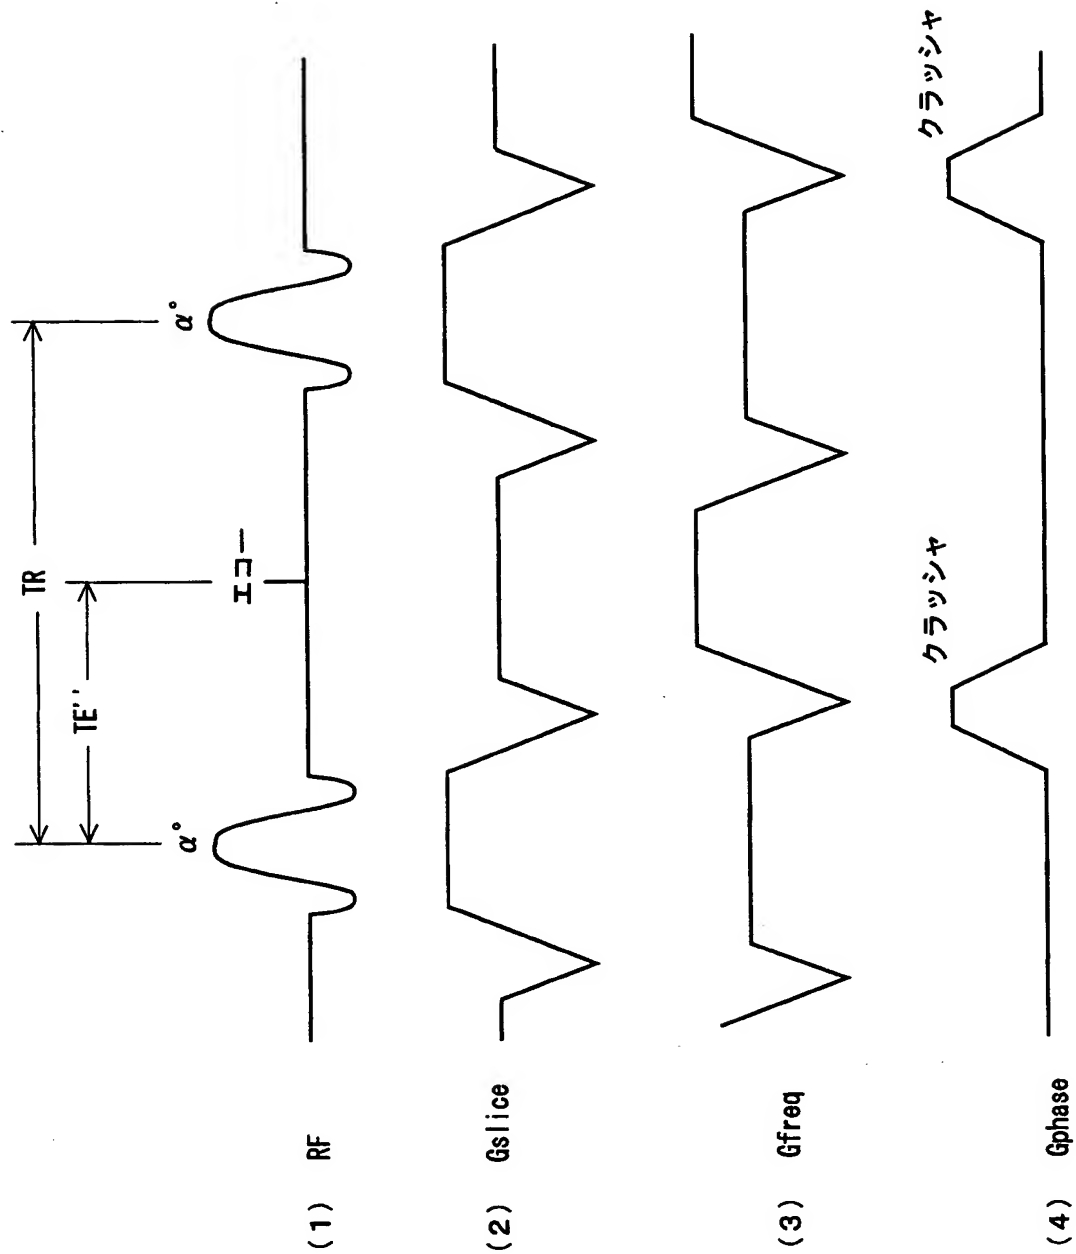 TR
TE''
α°
エコー
α°
(1) RF
(2) Gslice
(3) Gfreq
クラッシャ
クラッシャ
(4) Gphase